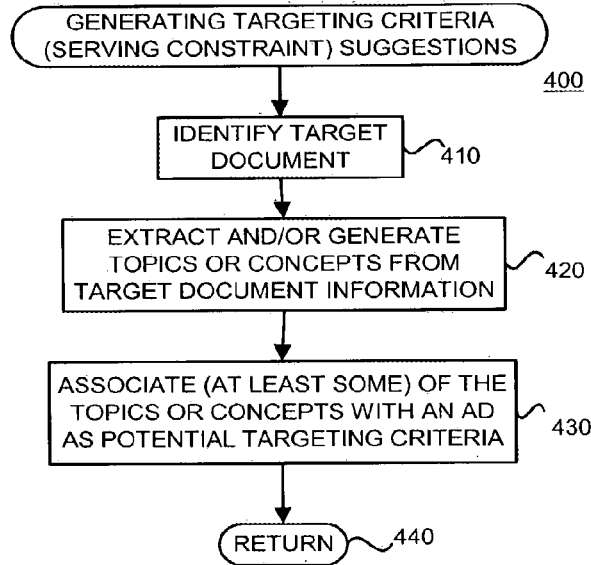 GENERATING TARGETING CRITERIA
(SERVING CONSTRAINT) SUGGESTIONS
400
IDENTIFY TARGET
DOCUMENT
410
EXTRACT AND/OR GENERATE
TOPICS OR CONCEPTS FROM
TARGET DOCUMENT INFORMATION
420
ASSOCIATE (AT LEAST SOME) OF THE
TOPICS OR CONCEPTS WITH AN AD
AS POTENTIAL TARGETING CRITERIA
430
RETURN
440